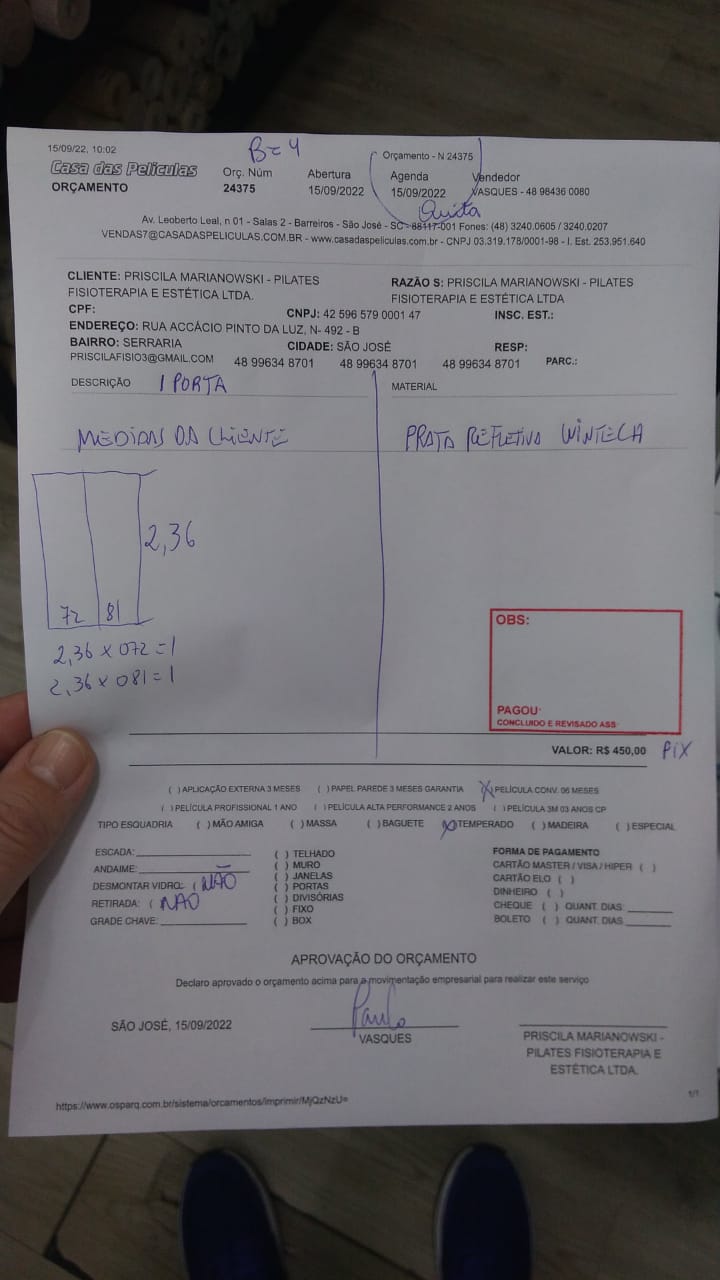 15/09/22, 10:02
B=4
Orçamento - N 24375
Casa das Películas
ORÇAMENTO
Orç. Núm
24375
Abertura
15/09/2022
Agenda
15/09/2022
Vendedor
VASQUES - 48 98436 0080
Av. Leoberto Leal, n 01 - Salas 2 - Barreiros - São José - SC - 88117-001 Fones: (48) 3240.0605 / 3240.0207
VENDAS7@CASADASPELICULAS.COM.BR - www.casadaspeliculas.com.br - CNPJ 03.319.178/0001-98 - I. Est. 253.951.640
CLIENTE: PRISCILA MARIANOWSKI - PILATES
FISIOTERAPIA E ESTÉTICA LTDA.
RAZÃO S: PRISCILA MARIANOWSKI - PILATES
FISIOTERAPIA E ESTÉTICA LTDA
CPF:
CNPJ: 42 596 579 0001 47
INSC. EST.:
ENDEREÇO: RUA ACCÁCIO PINTO DA LUZ, N- 492 - B
BAIRRO: SERRARIA
CIDADE: SÃO JOSÉ
RESP:
PRISCILAFISIO3@GMAIL.COM 48 99634 8701 48 99634 8701 48 99634 8701 PARC.:
DESCRIÇÃO 1 PORTA
MATERIAL
MEDIDAS DA CLIENTE
PRATA REFLETIVA WINTECH
2,36
72 81
2,36 x 072 = 1
2,36 x 081 = 1
OBS:
PAGOU:
CONCLUIDO E REVISADO ASS:
VALOR: R$ 450,00 PIX
( ) APLICAÇÃO EXTERNA 3 MESES ( ) PAPEL PAREDE 3 MESES GARANTIA (X) PELÍCULA CONV. 06 MESES
( ) PELÍCULA PROFISSIONAL 1 ANO ( ) PELÍCULA ALTA PERFORMANCE 2 ANOS ( ) PELÍCULA 3M 03 ANOS CP
TIPO ESQUADRIA ( ) MÃO AMIGA ( ) MASSA ( ) BAGUETE (X) TEMPERADO ( ) MADEIRA ( ) ESPECIAL
ESCADA:
ANDAIME:
DESMONTAR VIDRO: ( NÃO
RETIRADA: ( NÃO
GRADE CHAVE:
( ) TELHADO
( ) MURO
( ) JANELAS
( ) PORTAS
( ) DIVISÓRIAS
( ) FIXO
( ) BOX
FORMA DE PAGAMENTO
CARTÃO MASTER / VISA / HIPER ( )
CARTÃO ELO ( )
DINHEIRO ( )
CHEQUE ( ) QUANT. DIAS:
BOLETO ( ) QUANT. DIAS:
APROVAÇÃO DO ORÇAMENTO
Declaro aprovado o orçamento acima para a movimentação empresarial para realizar este serviço
SÃO JOSÉ, 15/09/2022
Paulo
VASQUES
PRISCILA MARIANOWSKI -
PILATES FISIOTERAPIA E
ESTÉTICA LTDA.
https://www.osparq.com.br/sistema/orcamentos/imprimir/MjQzNzU=
1/1